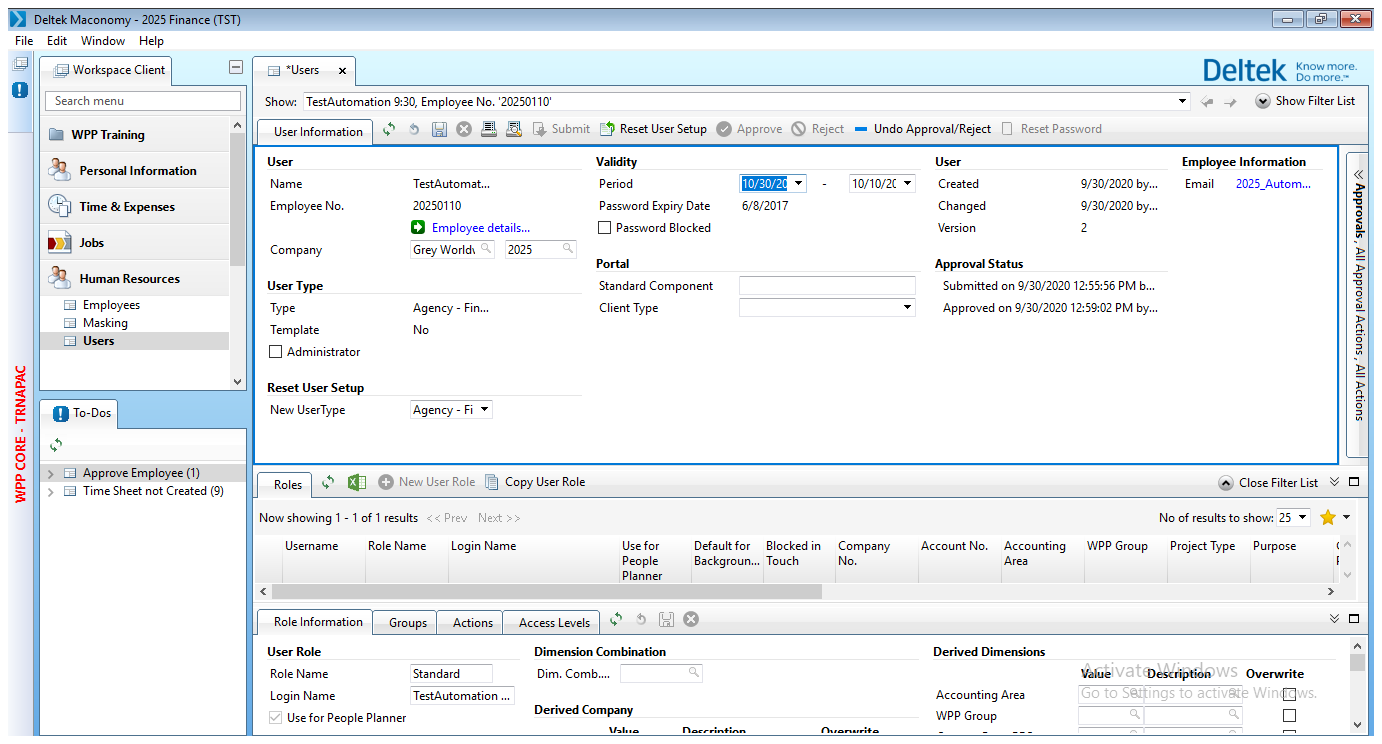 Deltek Maconomy - 2025 Finance (TST)
File Edit Window Help
Workspace Client
Search menu
WPP Training
Personal Information
Time & Expenses
Jobs
Human Resources
Employees
Masking
Users
WPP CORE - TRNAPAC
To-Dos
Approve Employee (1)
Time Sheet not Created (9)
*Users
Deltek Know more.
Do more.™
Show: TestAutomation 9:30, Employee No. '20250110'
Show Filter List
User Information Submit Reset User Setup Approve Reject Undo Approval/Reject Reset Password
User
Name TestAutomat...
Employee No. 20250110
Employee details...
Company Grey Worldw 2025
User Type
Type Agency - Fin...
Template No
Administrator
Reset User Setup
New UserType Agency - Fi
Validity
Period 10/30/20 - 10/10/20
Password Expiry Date 6/8/2017
Password Blocked
Portal
Standard Component
Client Type
User
Created 9/30/2020 by...
Changed 9/30/2020 by...
Version 2
Approval Status
Submitted on 9/30/2020 12:55:56 PM b...
Approved on 9/30/2020 12:59:02 PM by...
Employee Information
Email 2025_Autom...
Approvals , All Approval Actions , All Actions
Roles New User Role Copy User Role Close Filter List
Now showing 1 - 1 of 1 results << Prev Next >> No of results to show: 25
Username Role Name Login Name Use for People Planner Default for Backgroun... Blocked in Touch Company No. Account No. Accounting Area WPP Group Project Type Purpose
Role Information Groups Actions Access Levels
User Role
Role Name Standard
Login Name TestAutomation ...
Use for People Planner
Dimension Combination
Dim. Comb....
Derived Company
Value Description Overwrite
Derived Dimensions
Value Description Overwrite
Accounting Area
WPP Group
Activate Windows
Go to Settings to activate Windows.